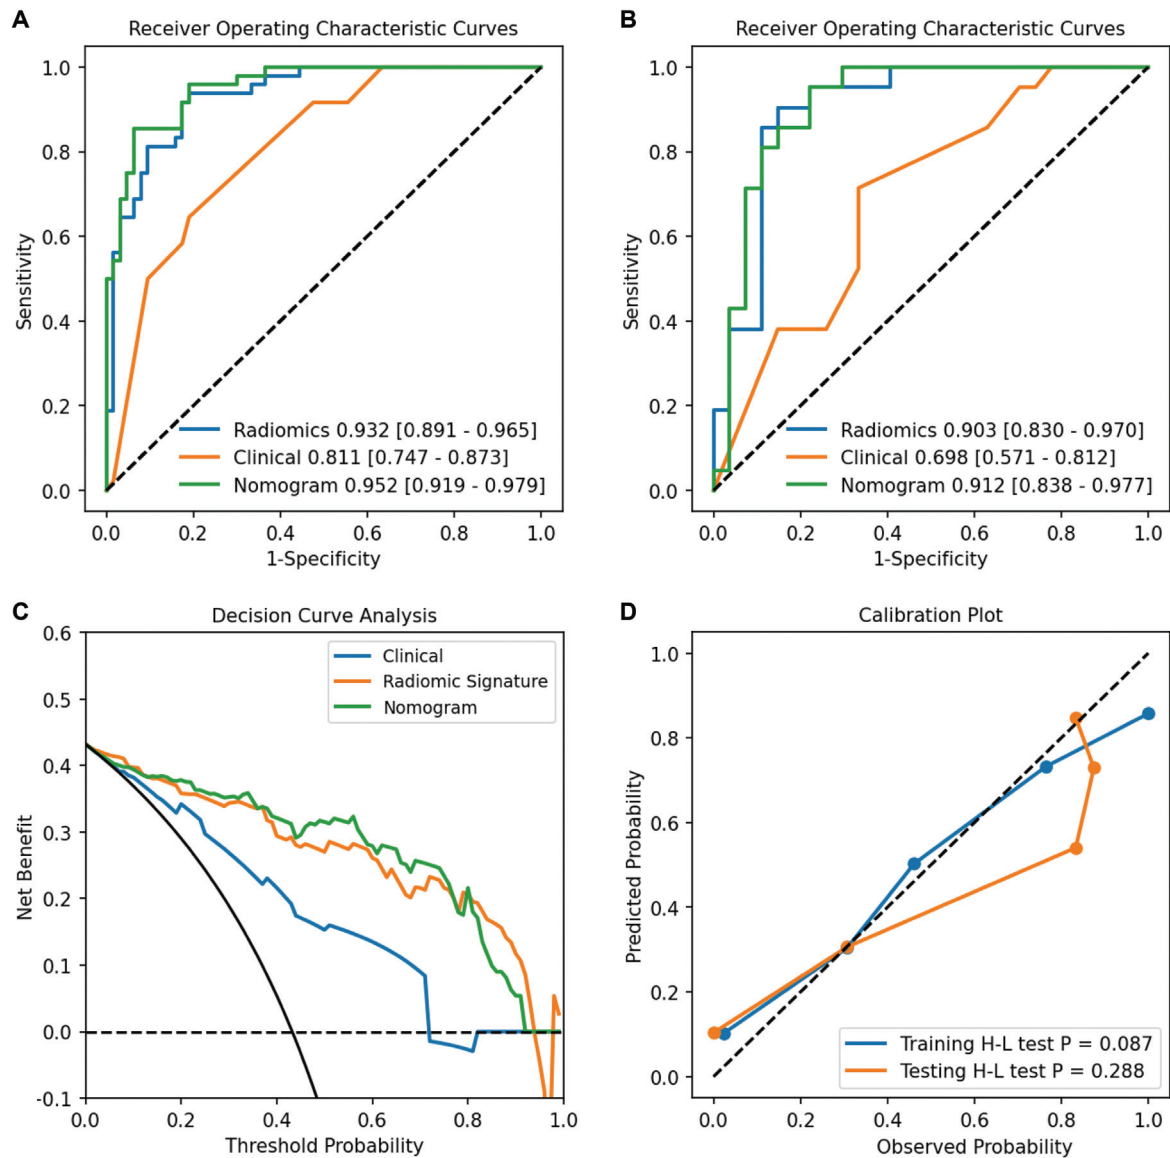 A
Receiver Operating Characteristic Curves
1.0
0.8
0.6
0.4
0.2
0.0
Sensitivity
Radiomics 0.932 [0.891 - 0.965]
Clinical 0.811 [0.747 - 0.873]
Nomogram 0.952 [0.919 - 0.979]
0.0 0.2 0.4 0.6 0.8 1.0
1-Specificity
B
Receiver Operating Characteristic Curves
1.0
0.8
0.6
0.4
0.2
0.0
Sensitivity
Radiomics 0.903 [0.830 - 0.970]
Clinical 0.698 [0.571 - 0.812]
Nomogram 0.912 [0.838 - 0.977]
0.0 0.2 0.4 0.6 0.8 1.0
1-Specificity
C
Decision Curve Analysis
0.6
0.5
0.4
0.3
0.2
0.1
0.0
-0.1
Net Benefit
Clinical
Radiomic Signature
Nomogram
0.0 0.2 0.4 0.6 0.8 1.0
Threshold Probability
D
Calibration Plot
1.0
0.8
0.6
0.4
0.2
0.0
Predicted Probability
Training H-L test P = 0.087
Testing H-L test P = 0.288
0.0 0.2 0.4 0.6 0.8 1.0
Observed Probability